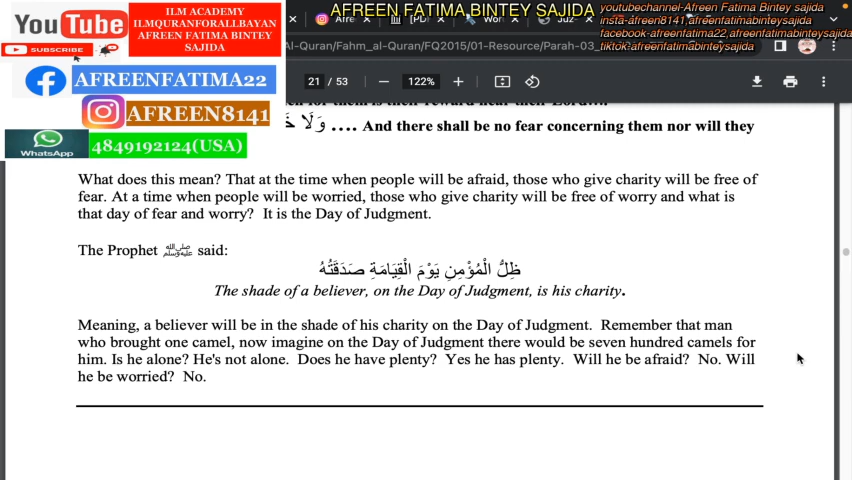 AFREEN FATIMA BINTEY SAJIDA
youtubechannel-Afreen Fatima Bintey sajida
insta-afreen8141,afreenfatimabinteysajida
facebook-afreenfatima22,afreenfatimabinteysajida
tiktok:afreenfatimabinteysajida
YouTube
SUBSCRIBE
ILM ACADEMY
ILMQURANFORALLBAYAN
AFREEN FATIMA BINTEY
SAJIDA
AFREENFATIMA22
AFREEN8141
WhatsApp
4849192124(USA)
Al-Quran/Fahm_al-Quran/FQ2015/01-Resource/Parah-03_
21 / 53
122%
.... And there shall be no fear concerning them nor will they
What does this mean? That at the time when people will be afraid, those who give charity will be free of
fear. At a time when people will be worried, those who give charity will be free of worry and what is
that day of fear and worry? It is the Day of Judgment.
The Prophet ﷺ said:
ظِلُّ الْمُؤْمِنِ يَوْمَ الْقِيَامَةِ صَدَقَتُهُ
The shade of a believer, on the Day of Judgment, is his charity.
Meaning, a believer will be in the shade of his charity on the Day of Judgment. Remember that man
who brought one camel, now imagine on the Day of Judgment there would be seven hundred camels for
him. Is he alone? He's not alone. Does he have plenty? Yes he has plenty. Will he be afraid? No. Will
he be worried? No.